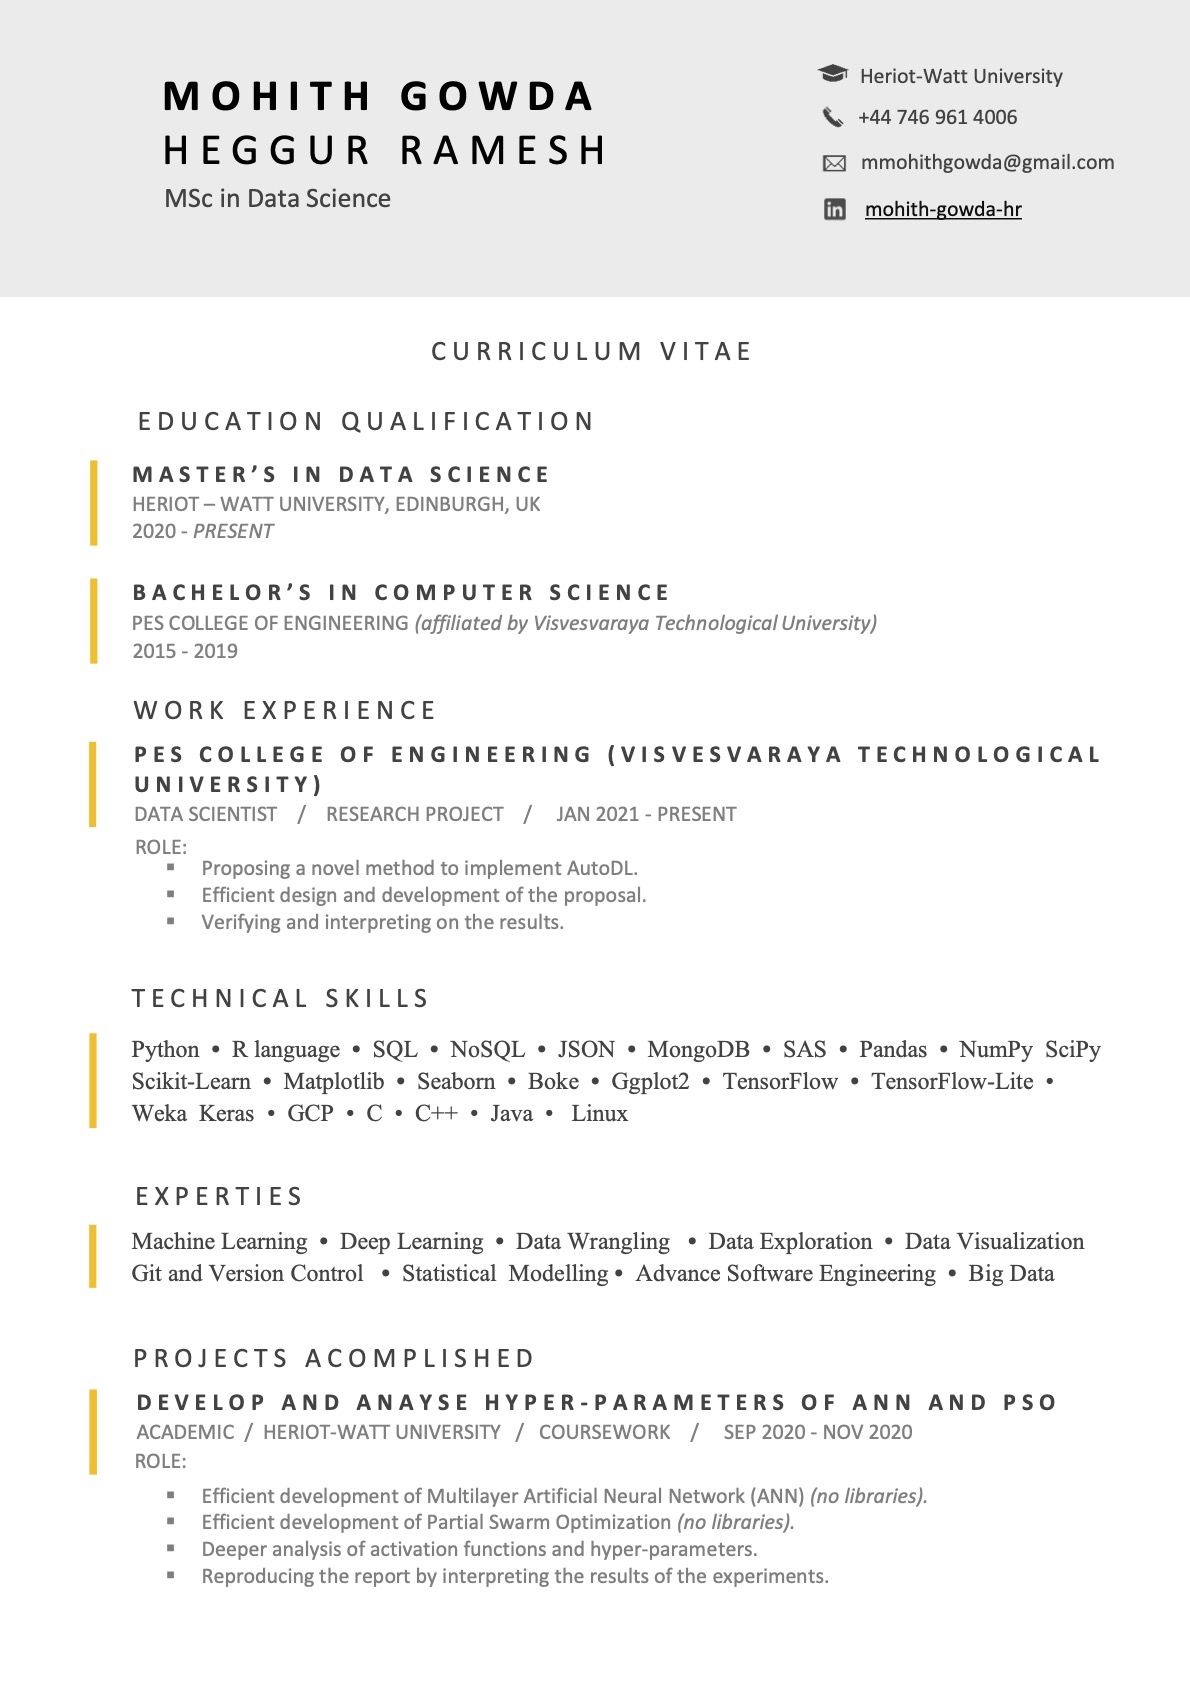 MOHITH GOWDA
HEGGUR RAMESH
MSc in Data Science
Heriot-Watt University
+44 746 961 4006
mmohithgowda@gmail.com
in mohith-gowda-hr
CURRICULUM VITAE
EDUCATION QUALIFICATION
MASTER’S IN DATA SCIENCE
HERIOT – WATT UNIVERSITY, EDINBURGH, UK
2020 - PRESENT
BACHELOR’S IN COMPUTER SCIENCE
PES COLLEGE OF ENGINEERING (affiliated by Visvesvaraya Technological University)
2015 - 2019
WORK EXPERIENCE
PES COLLEGE OF ENGINEERING (VISVESVARAYA TECHNOLOGICAL
UNIVERSITY)
DATA SCIENTIST / RESEARCH PROJECT / JAN 2021 - PRESENT
ROLE:
▪ Proposing a novel method to implement AutoDL.
▪ Efficient design and development of the proposal.
▪ Verifying and interpreting on the results.
TECHNICAL SKILLS
Python • R language • SQL • NoSQL • JSON • MongoDB • SAS • Pandas • NumPy SciPy
Scikit-Learn • Matplotlib • Seaborn • Boke • Ggplot2 • TensorFlow • TensorFlow-Lite •
Weka Keras • GCP • C • C++ • Java • Linux
EXPERTIES
Machine Learning • Deep Learning • Data Wrangling • Data Exploration • Data Visualization
Git and Version Control • Statistical Modelling • Advance Software Engineering • Big Data
PROJECTS ACOMPLISHED
DEVELOP AND ANAYSE HYPER-PARAMETERS OF ANN AND PSO
ACADEMIC / HERIOT-WATT UNIVERSITY / COURSEWORK / SEP 2020 - NOV 2020
ROLE:
▪ Efficient development of Multilayer Artificial Neural Network (ANN) (no libraries).
▪ Efficient development of Partial Swarm Optimization (no libraries).
▪ Deeper analysis of activation functions and hyper-parameters.
▪ Reproducing the report by interpreting the results of the experiments.